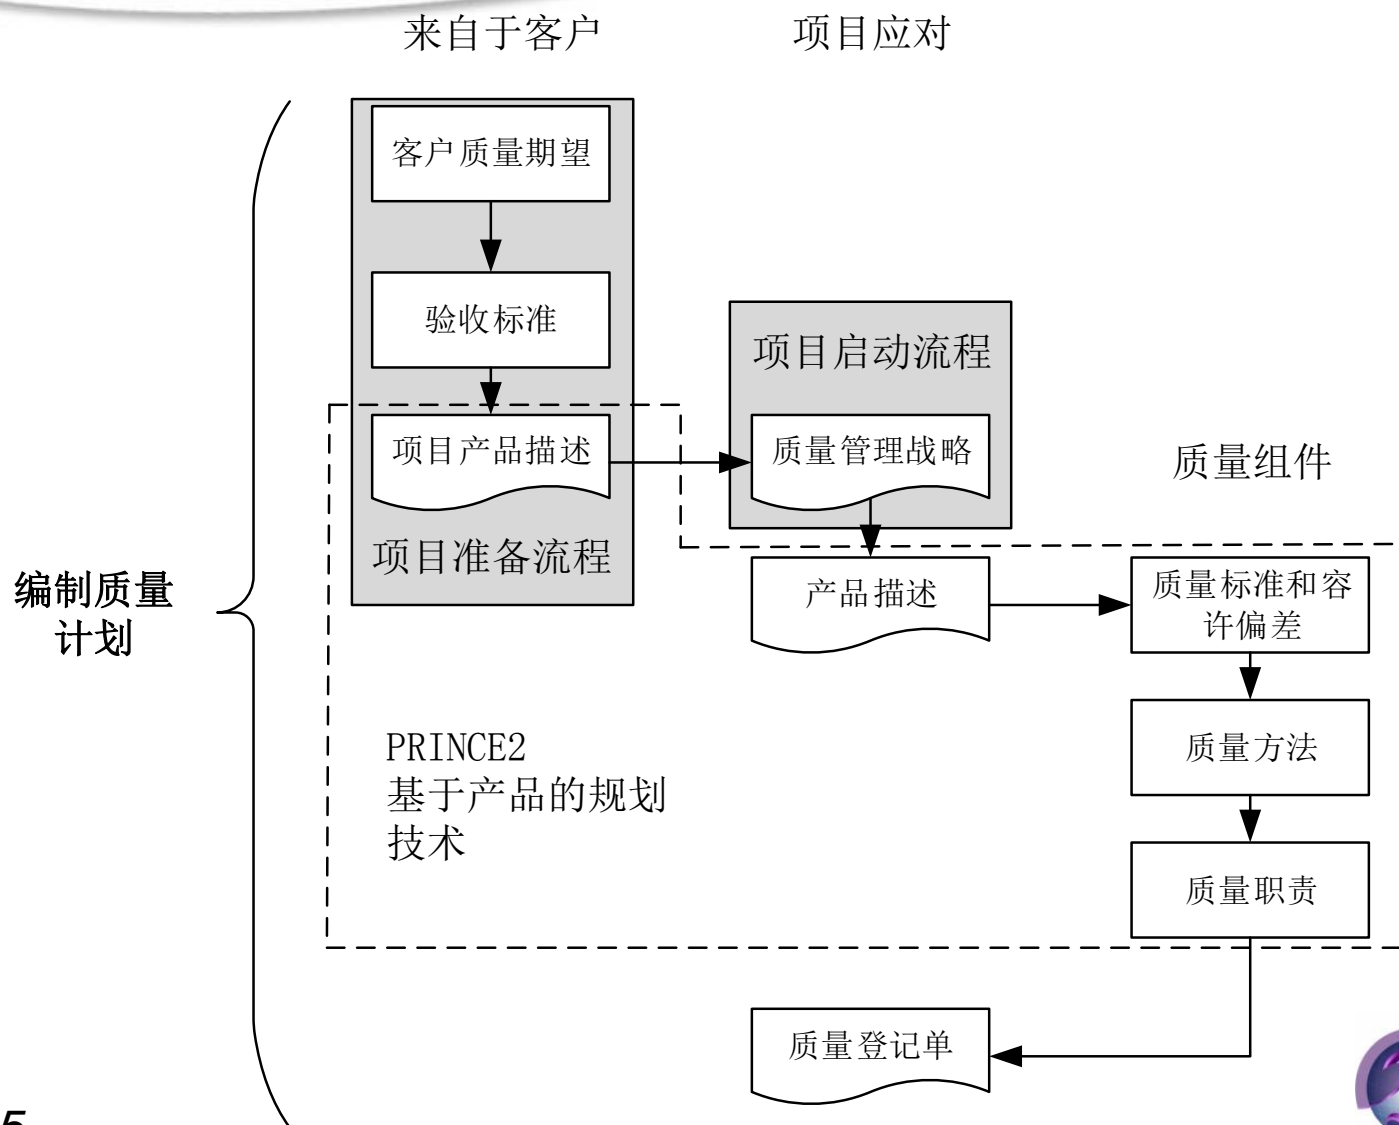 来自于客户
项目应对
客户质量期望
验收标准
项目启动流程
项目产品描述
质量管理战略
质量组件
项目准备流程
编制质量
计划
产品描述
质量标准和容
许偏差
PRINCE2
基于产品的规划
技术
质量方法
质量职责
质量登记单
5